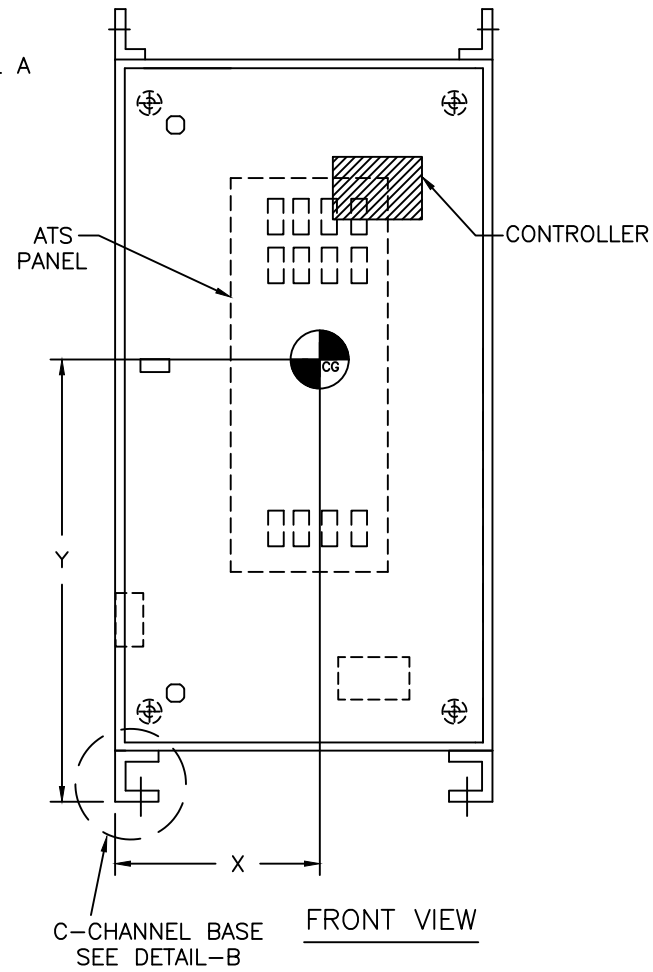 A
ATS
PANEL
CONTROLLER
CG
Y
X
C-CHANNEL BASE
SEE DETAIL-B
FRONT VIEW